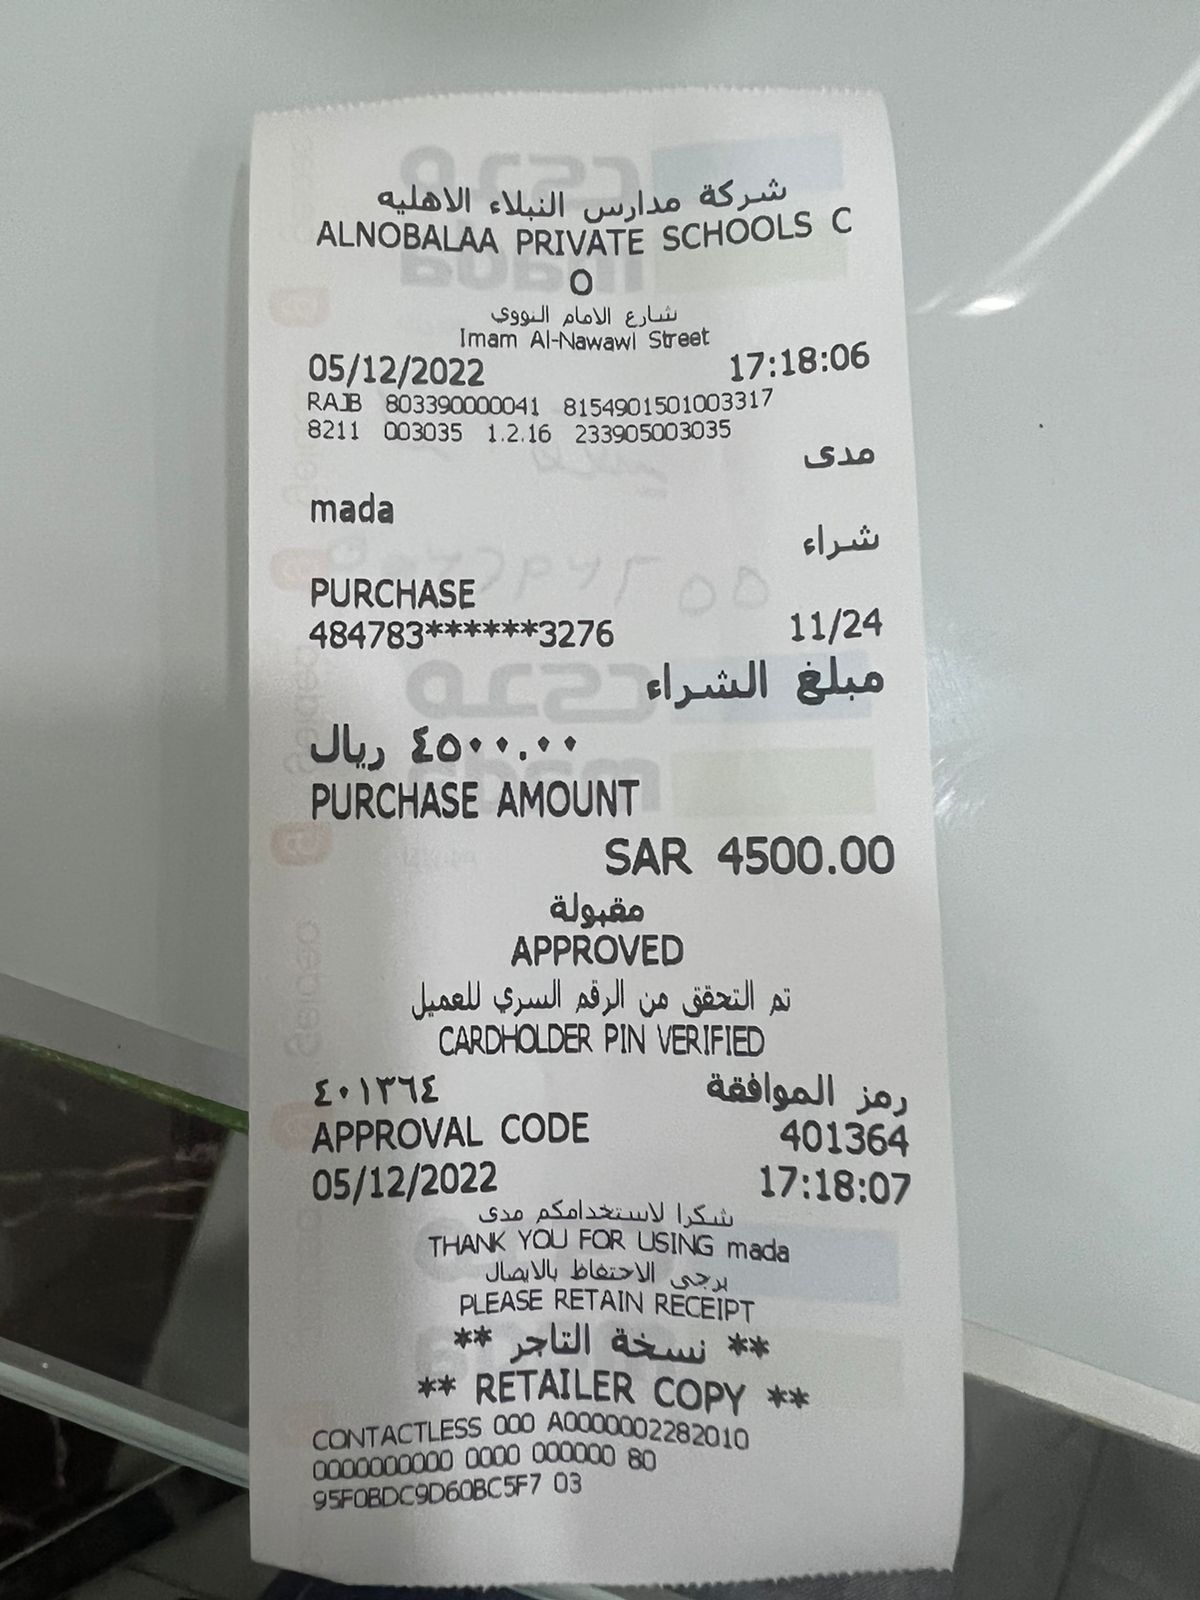 شركة مدارس النبلاء الاهليه
ALNOBALAA PRIVATE SCHOOLS C
O
شارع الامام النووي
Imam Al-Nawawi Street
05/12/2022 17:18:06
RAJB 803390000041 8154901501003317
8211 003035 1.2.16 233905003035
مدى
mada
شراء
PURCHASE
484783******3276 11/24
مبلغ الشراء
٤٥٠٠.٠٠ ريال
PURCHASE AMOUNT
SAR 4500.00
مقبولة
APPROVED
تم التحقق من الرقم السري للعميل
CARDHOLDER PIN VERIFIED
رمز الموافقة ٤٠١٣٦٤
APPROVAL CODE 401364
05/12/2022 17:18:07
شكرا لاستخدامكم مدى
THANK YOU FOR USING mada
يرجى الاحتفاظ بالايصال
PLEASE RETAIN RECEIPT
** نسخة التاجر **
** RETAILER COPY **
CONTACTLESS 000 A0000002282010
0000000000 0000 000000 80
95F0BDC9D60BC5F7 03